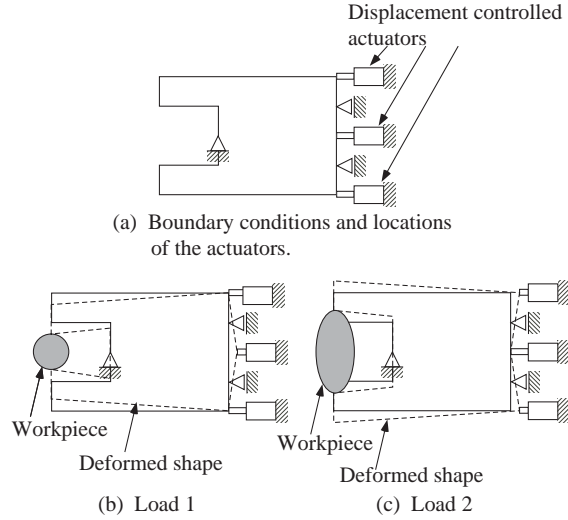 Displacement controlled
actuators
(a) Boundary conditions and locations
of the actuators.
Workpiece
Deformed shape
(b) Load 1
Workpiece
Deformed shape
(c) Load 2